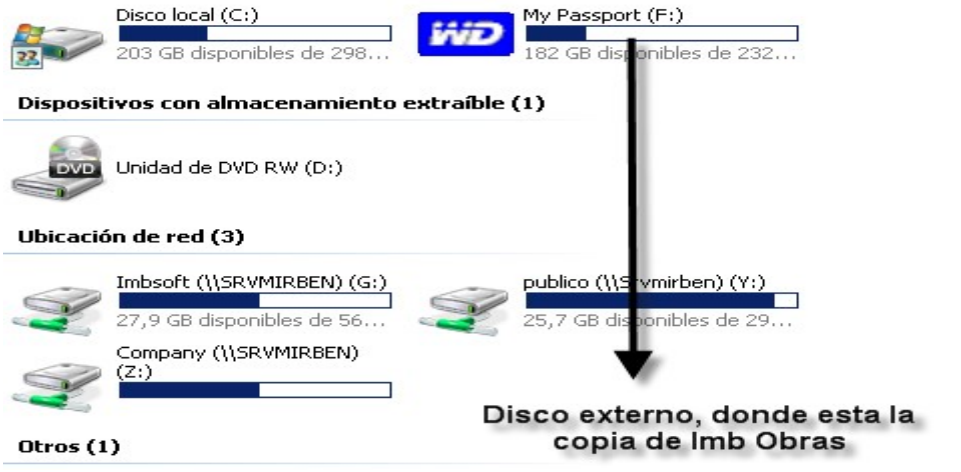 Disco local (C:)
203 GB disponibles de 298...
WD
My Passport (F:)
182 GB disponibles de 232...
Dispositivos con almacenamiento extraíble (1)
DVD
Unidad de DVD RW (D:)
Ubicación de red (3)
Imbsoft (\\SRVMIRBEN) (G:)
27,9 GB disponibles de 56...
publico (\\Srvmirben) (Y:)
25,7 GB disponibles de 29...
Company (\\SRVMIRBEN)
(Z:)
Disco externo, donde esta la
copia de Imb Obras
Otros (1)